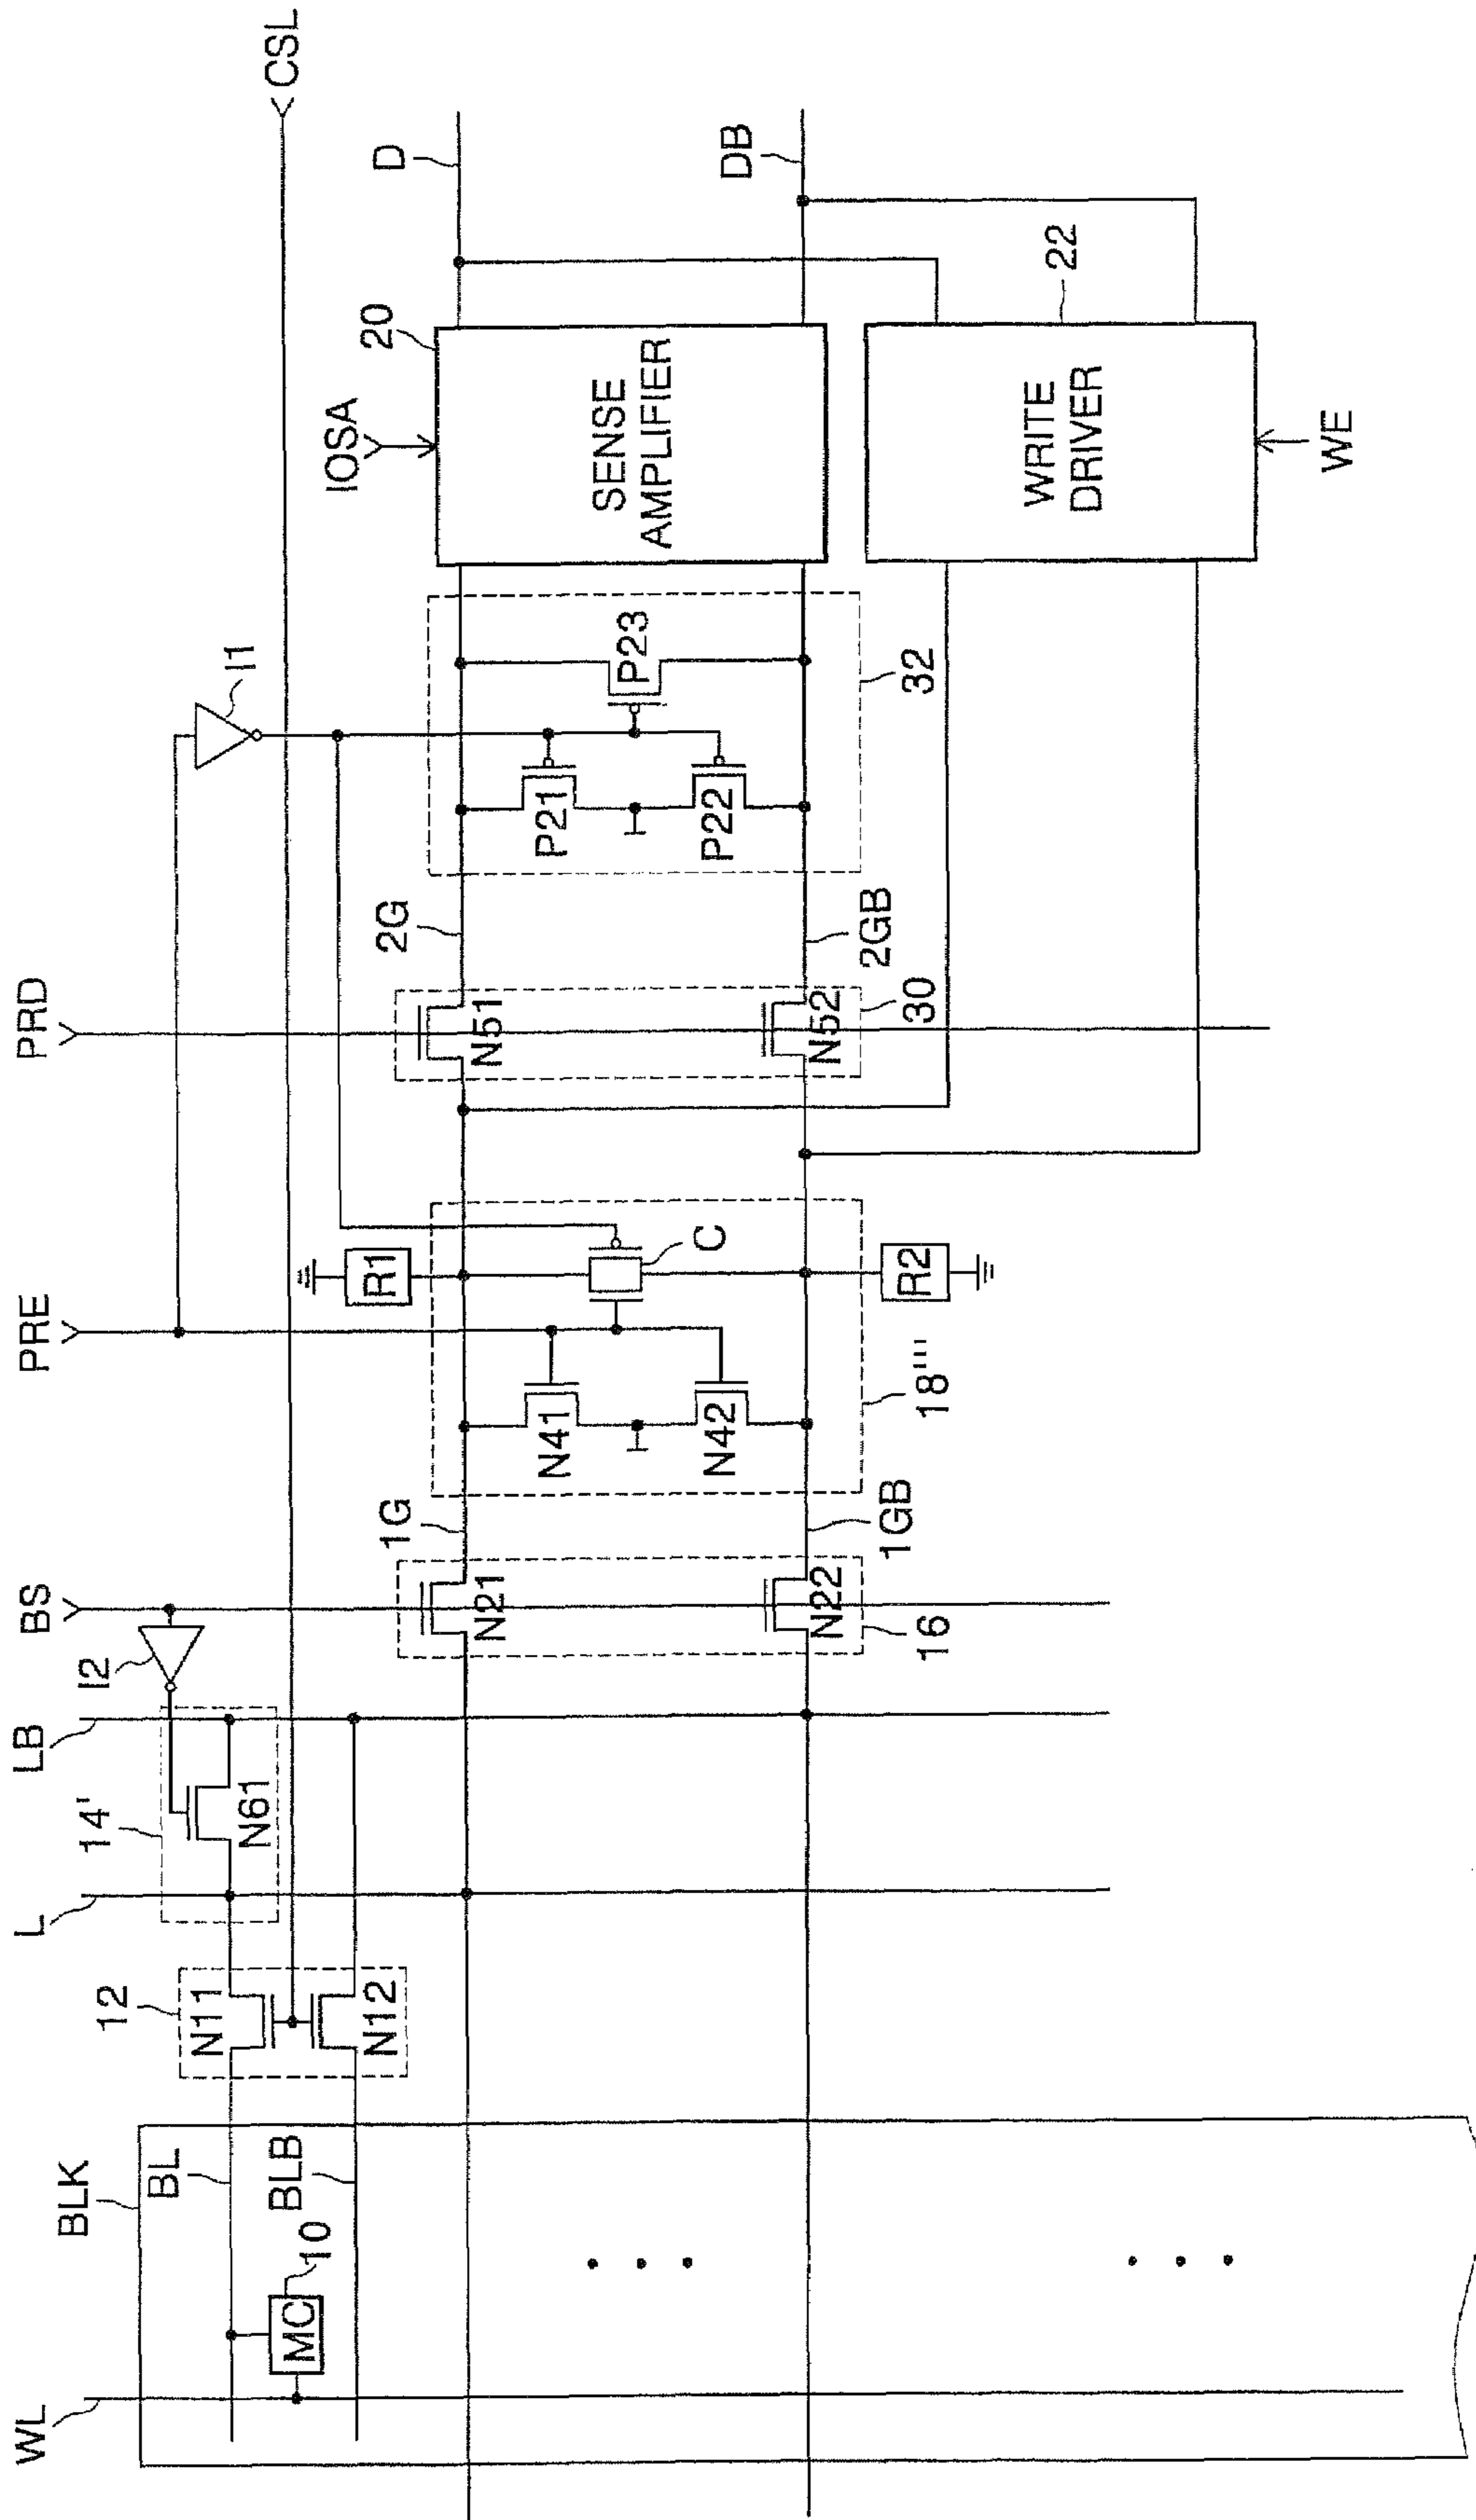 WL
BLK
BL
BLB
MC
10
12
N11
N12
L
14'
N61
LB
I2
BS
N21
N22
16
1G
1GB
PRE
N41
N42
18'''
R1
C
R2
PRD
N51
N52
30
2G
2GB
I1
P21
P22
P23
32
IOSA
20
SENSE
AMPLIFIER
WRITE
DRIVER
22
WE
D
DB
CSL